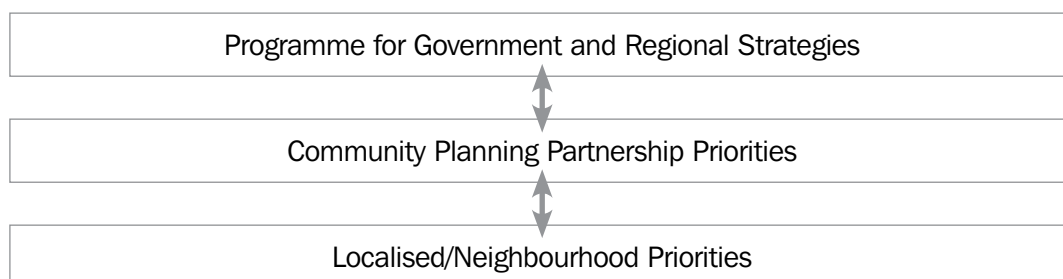 Programme for Government and Regional Strategies
Community Planning Partnership Priorities
Localised/Neighbourhood Priorities